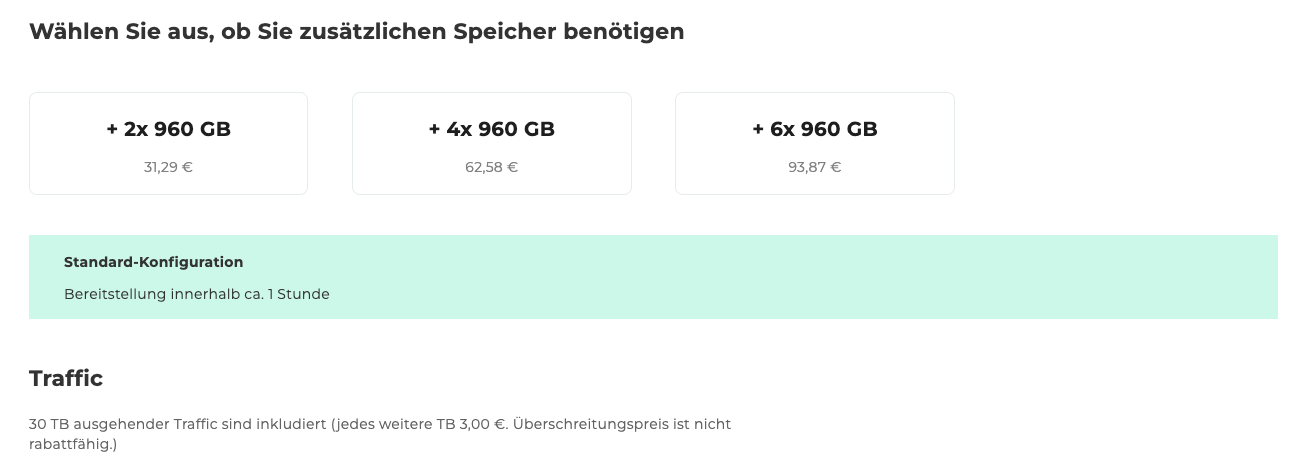 Wählen Sie aus, ob Sie zusätzlichen Speicher benötigen
+ 2x 960 GB
31,29 €
+ 4x 960 GB
62,58 €
+ 6x 960 GB
93,87 €
Standard-Konfiguration
Bereitstellung innerhalb ca. 1 Stunde
Traffic
30 TB ausgehender Traffic sind inkludiert (jedes weitere TB 3,00 €. Überschreitungspreis ist nicht
rabattfähig.)